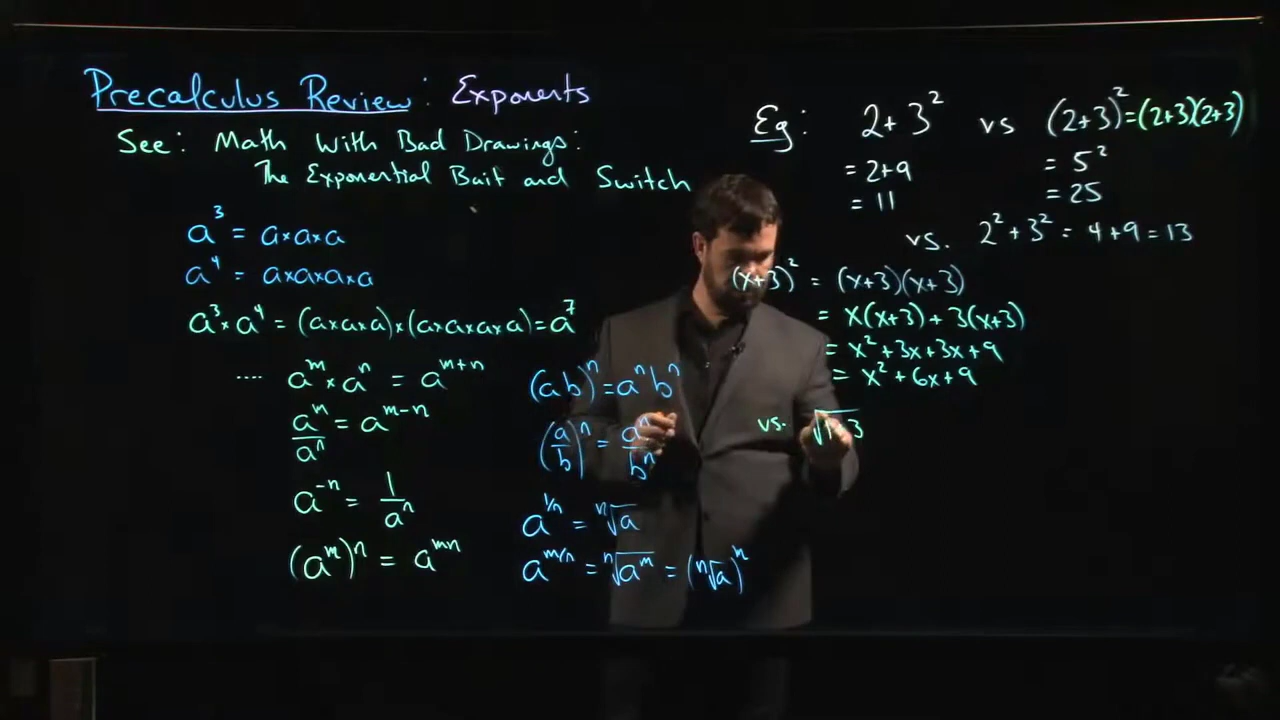 Precalculus Review: Exponents
See: Math With Bad Drawings:
The Exponential Bait and Switch
a³ = a×a×a
a⁴ = a×a×a×a
a³×a⁴ = (a×a×a)×(a×a×a×a)=a⁷
.... aᵐ × aⁿ = aᵐ⁺ⁿ
aᵐ/aⁿ = aᵐ⁻ⁿ
a⁻ⁿ = 1/aⁿ
(aᵐ)ⁿ = aᵐⁿ
(ab)ⁿ = aⁿbⁿ
(a/b)ⁿ = aⁿ/bⁿ
a^(1/n) = ⁿ√a
a^(m/n) = ⁿ√(aᵐ) = (ⁿ√a)
Eg: 2+3² vs (2+3)²=(2+3)(2+3)
= 2+9 = 5²
= 11 = 25
vs. 2²+3² = 4+9=13
(x+3)² = (x+3)(x+3)
= x(x+3) + 3(x+3)
= x²+3x+3x+9
= x²+6x+9
vs.